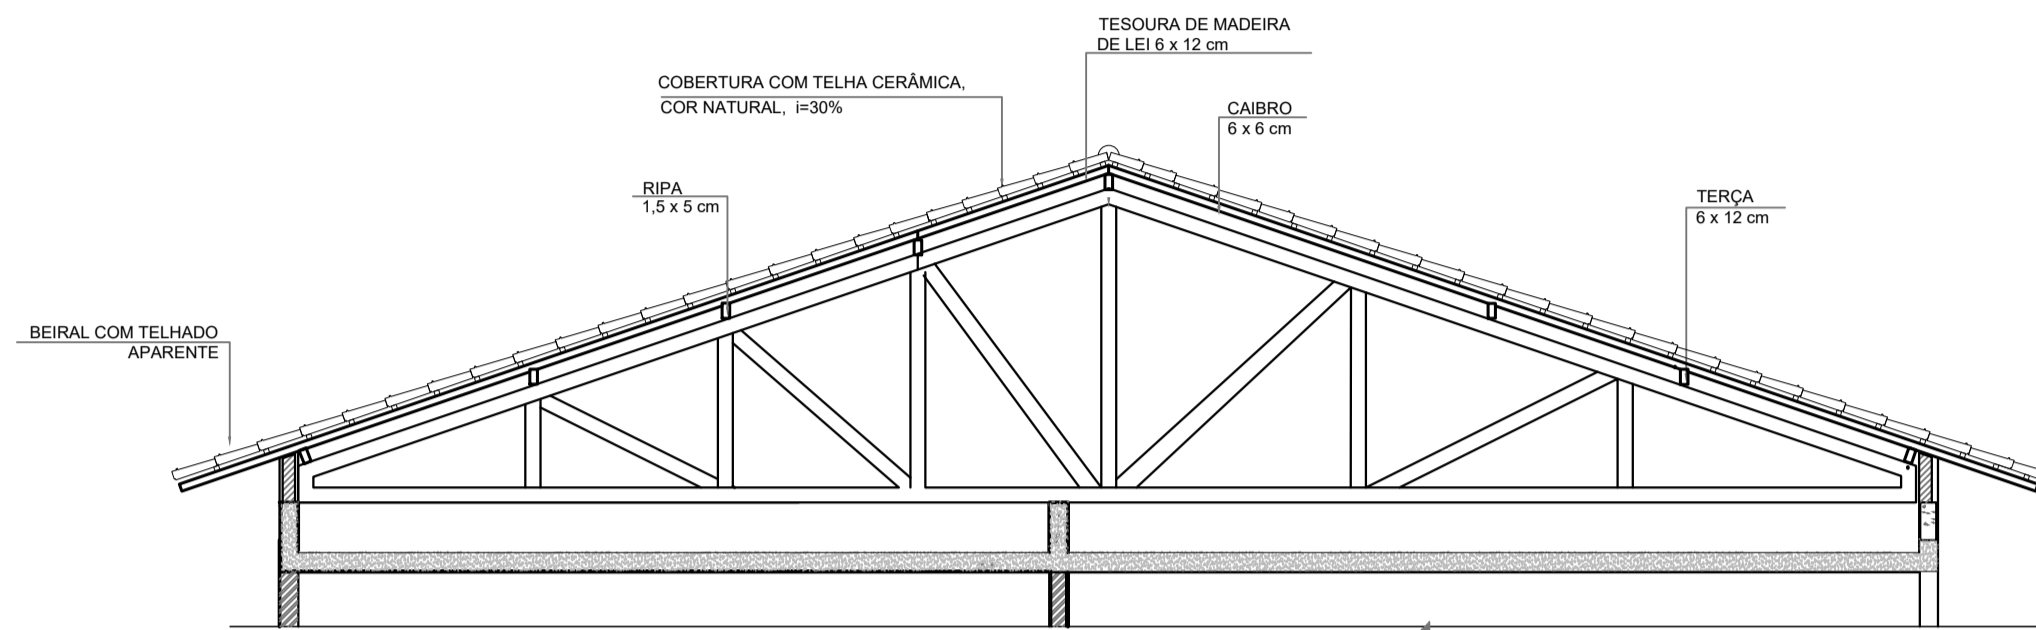 TESOURA DE MADEIRA
DE LEI 6 x 12 cm
COBERTURA COM TELHA CERÂMICA,
COR NATURAL, i=30%
CAIBRO
6 x 6 cm
RIPA
1,5 x 5 cm
TERÇA
6 x 12 cm
BEIRAL COM TELHADO
APARENTE